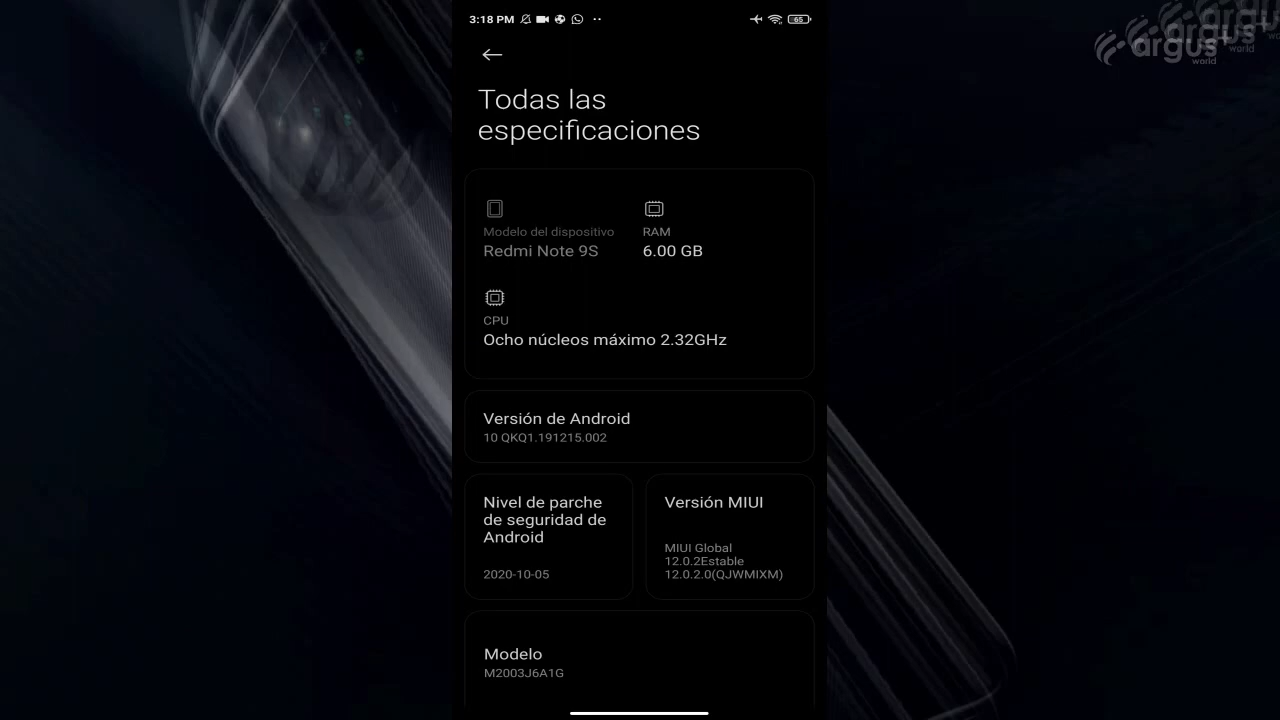 3:18 PM
65
argus
world
Todas las
especificaciones
Modelo del dispositivo
Redmi Note 9S
RAM
6.00 GB
CPU
Ocho núcleos máximo 2.32GHz
Versión de Android
10 QKQ1.191215.002
Nivel de parche
de seguridad de
Android
2020-10-05
Versión MIUI
MIUI Global
12.0.2Estable
12.0.2.0(QJWMIXM)
Modelo
M2003J6A1G